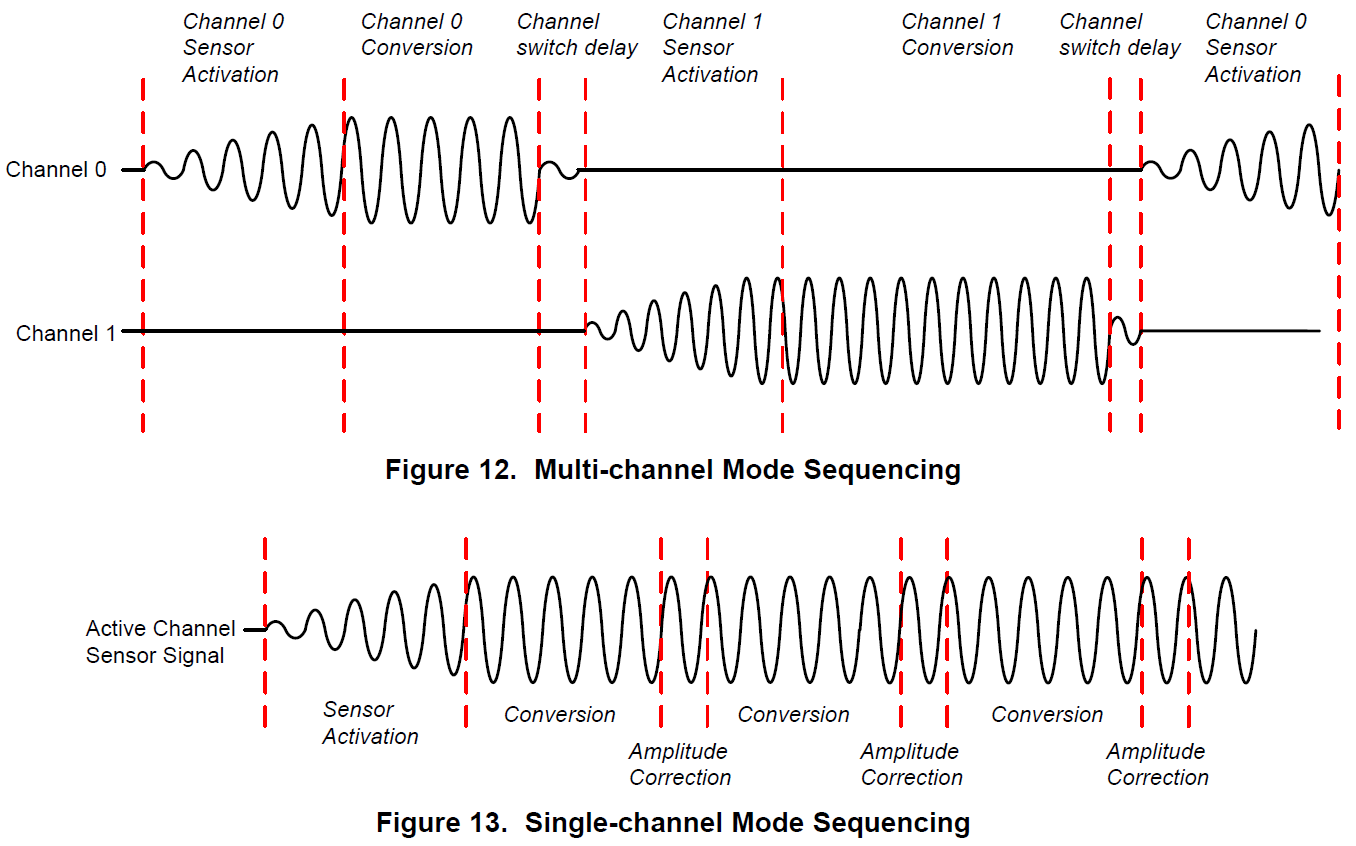 Channel 0 Sensor Activation
Channel 0 Conversion
Channel switch delay
Channel 1 Sensor Activation
Channel 1 Conversion
Channel switch delay
Channel 0 Sensor Activation
Channel 0
Channel 1
Figure 12. Multi-channel Mode Sequencing
Active Channel
Sensor Signal
Sensor
Activation
Conversion
Amplitude
Correction
Conversion
Amplitude
Correction
Conversion
Amplitude
Correction
Figure 13. Single-channel Mode Sequencing